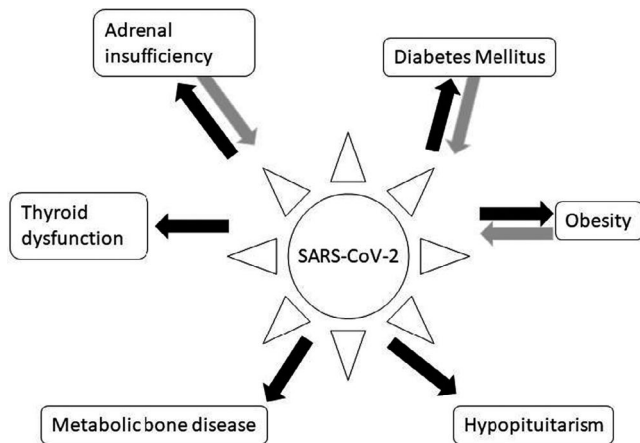 Adrenal
insufficiency
Diabetes Mellitus
Thyroid
dysfunction
SARS-CoV-2
Obesity
Metabolic bone disease
Hypopituitarism